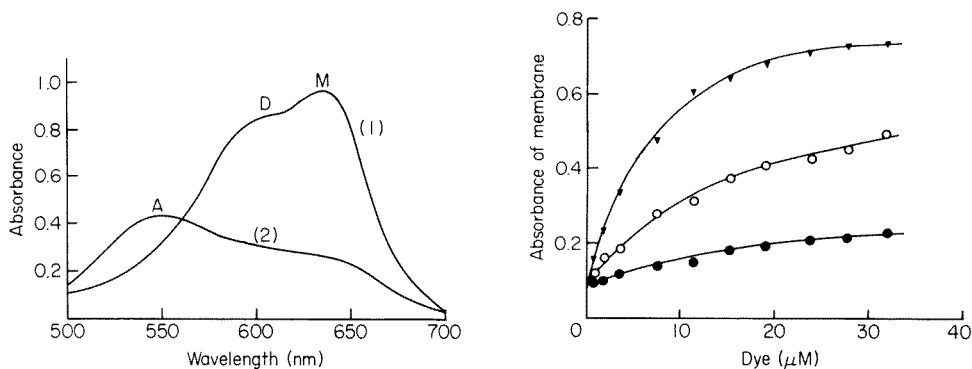 Absorbance
1.0
0.8
0.6
0.4
0.2
500 550 600 650 700
Wavelength (nm)
A
D
M
(1)
(2)
Absorbance of membrane
0.8
0.6
0.4
0.2
0 10 20 30 40
Dye (μM)